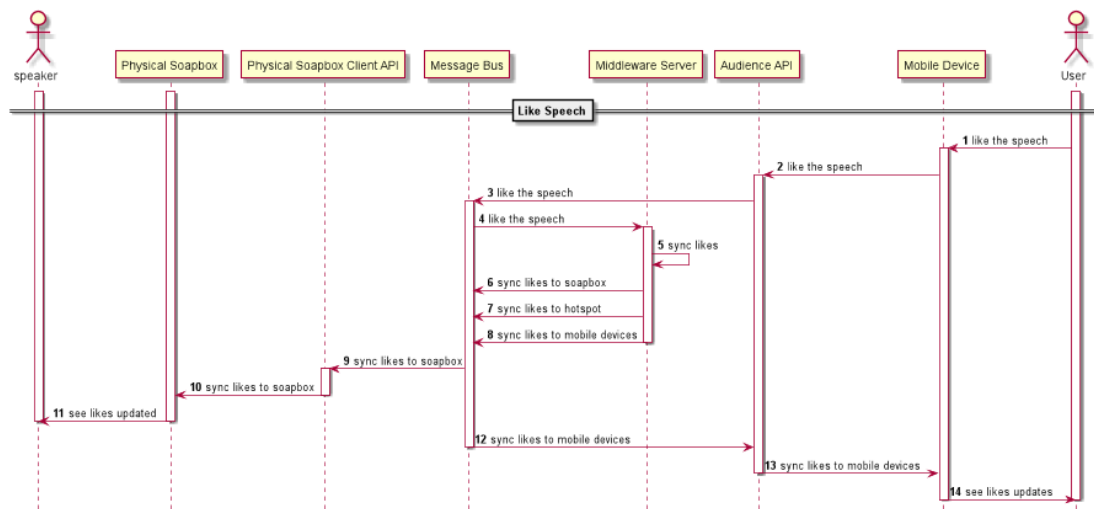 speaker
Physical Soapbox
Physical Soapbox Client API
Message Bus
Middleware Server
Audience API
Mobile Device
User
Like Speech
1 like the speech
2 like the speech
3 like the speech
4 like the speech
5 sync likes
6 sync likes to soapbox
7 sync likes to hotspot
8 sync likes to mobile devices
9 sync likes to soapbox
10 sync likes to soapbox
11 see likes updated
12 sync likes to mobile devices
13 sync likes to mobile devices
14 see likes updates